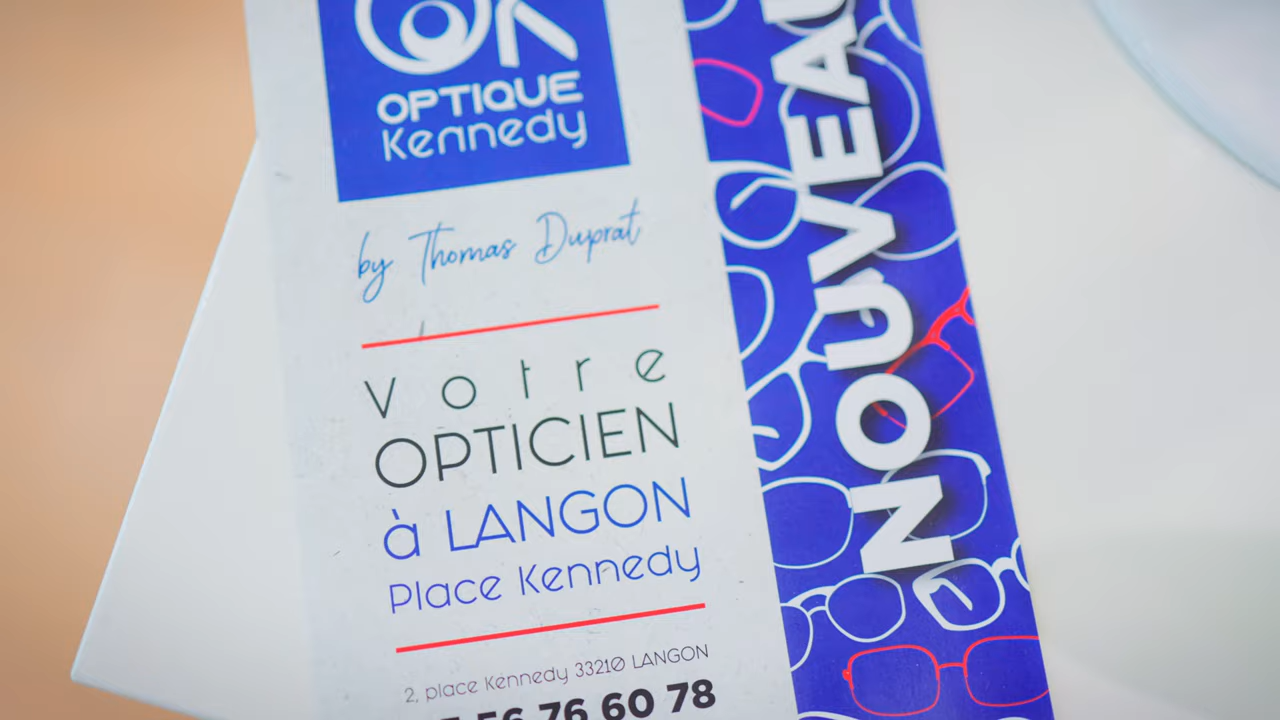 OPTIQUE
Kennedy
by Thomas Duprat
Votre
OPTICIEN
à LANGON
Place Kennedy
2, place Kennedy 33210 LANGON
56 76 60 78
NOUVEAU